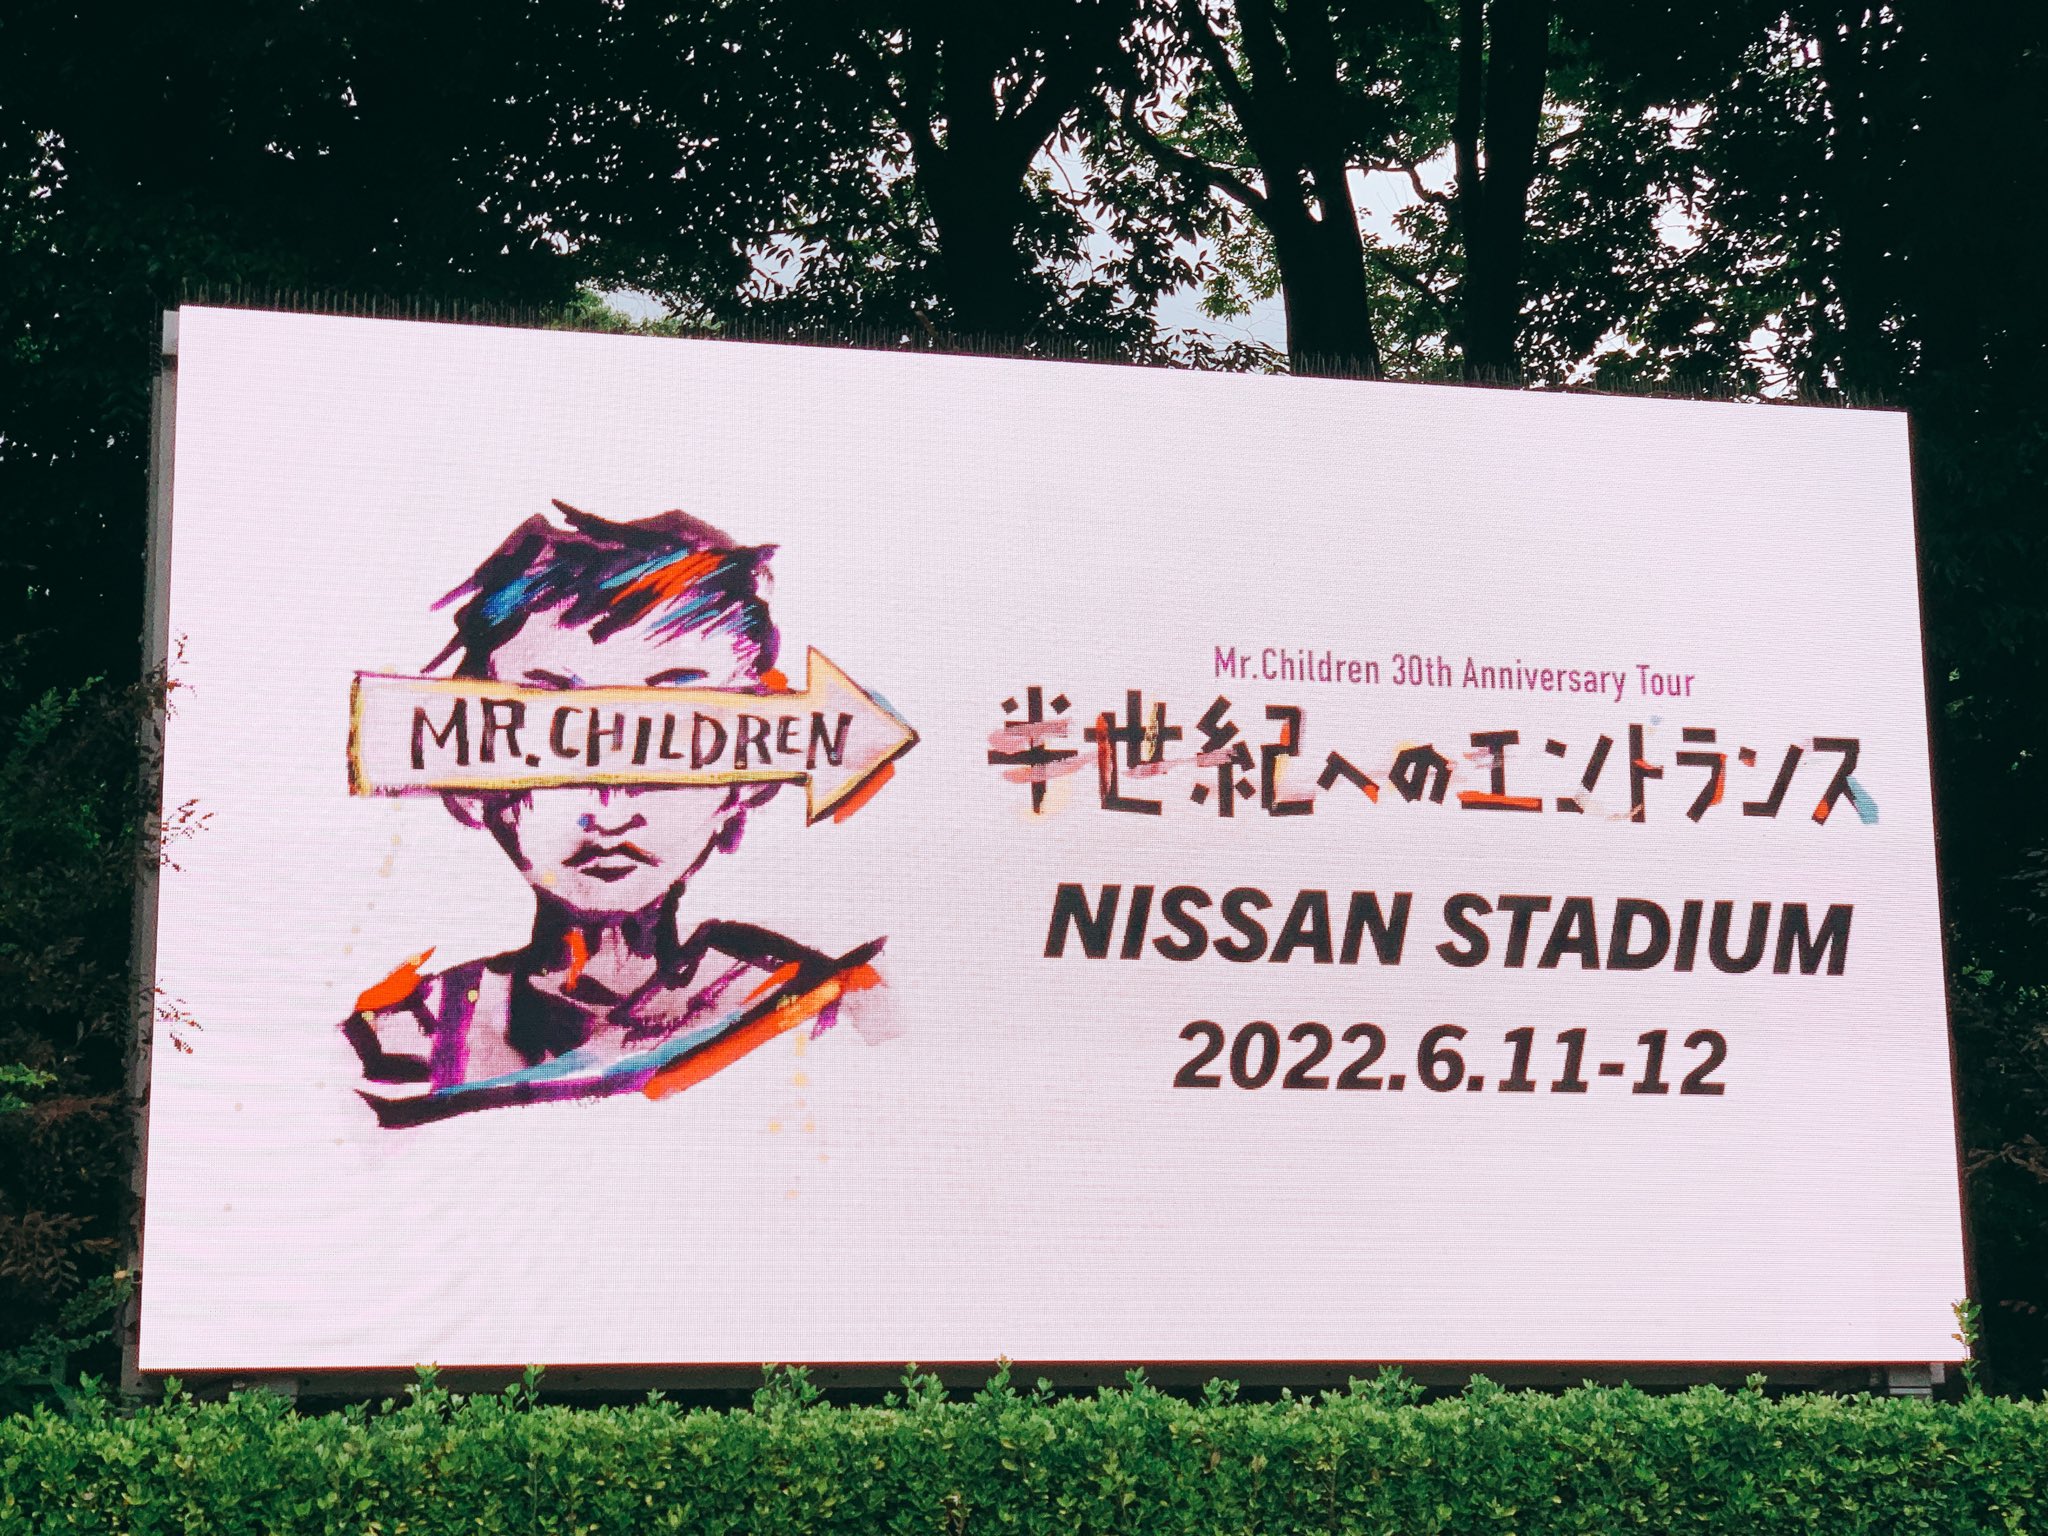 MR.CHILDREN
Mr.Children 30th Anniversary Tour
半世紀へのエントランス
NISSAN STADIUM
2022.6.11-12